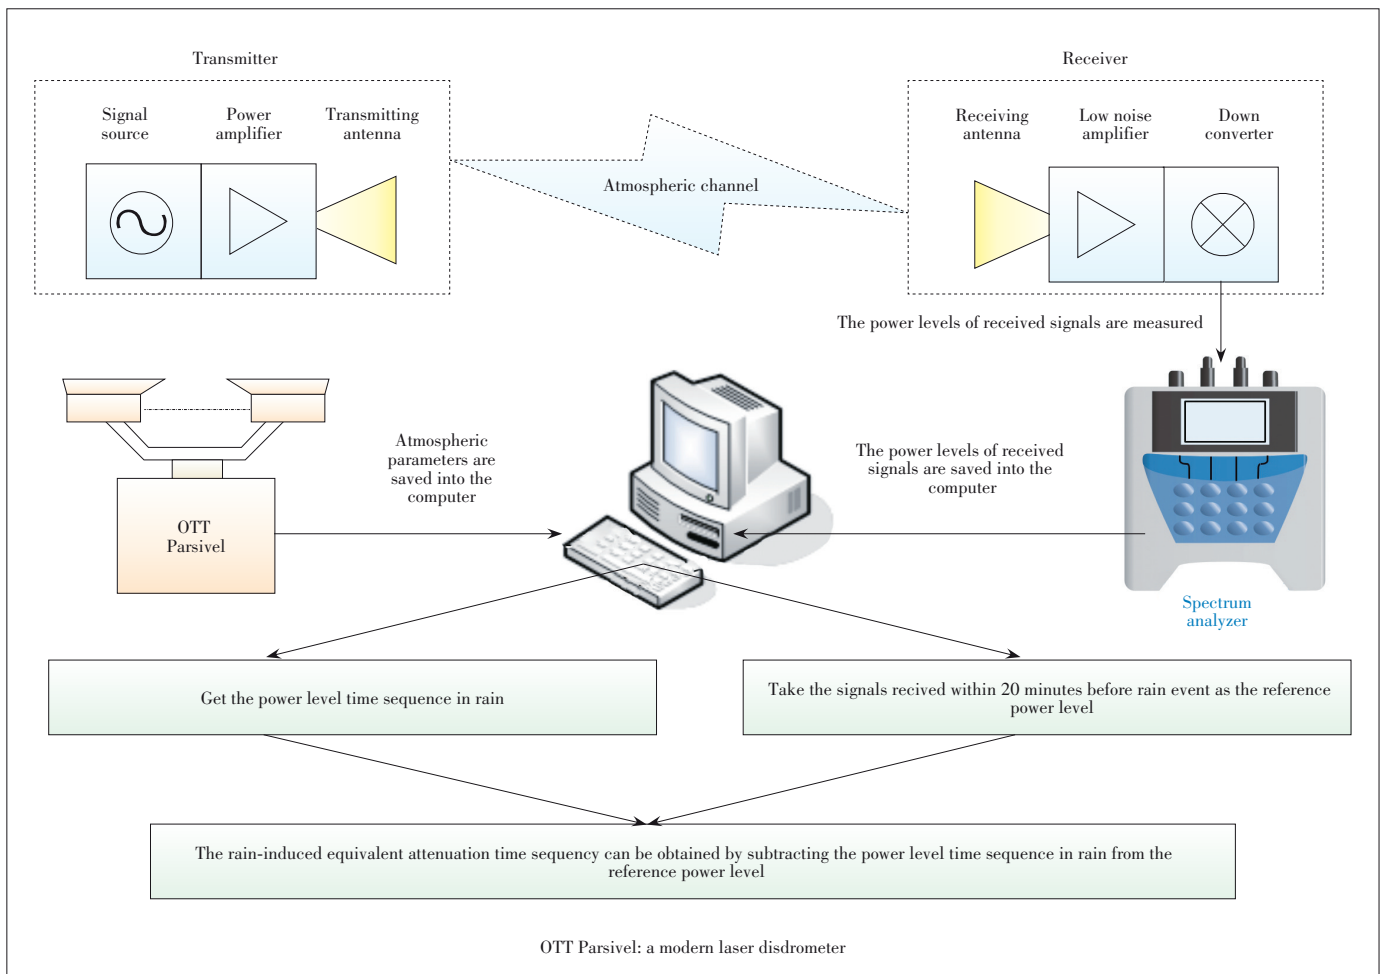 Transmitter
Receiver
Signal
source
Power
amplifier
Transmitting
antenna
Receiving
antenna
Low noise
amplifier
Down
converter
Atmospheric channel
The power levels of received signals are measured
Atmospheric
parameters are
saved into the
computer
The power levels of received
signals are saved into the
computer
OTT
Parsivel
Spectrum
analyzer
Get the power level time sequence in rain
Take the signals recived within 20 minutes before rain event as the reference
power level
The rain-induced equivalent attenuation time sequency can be obtained by subtracting the power level time sequence in rain from the
reference power level
OTT Parsivel: a modern laser disdrometer